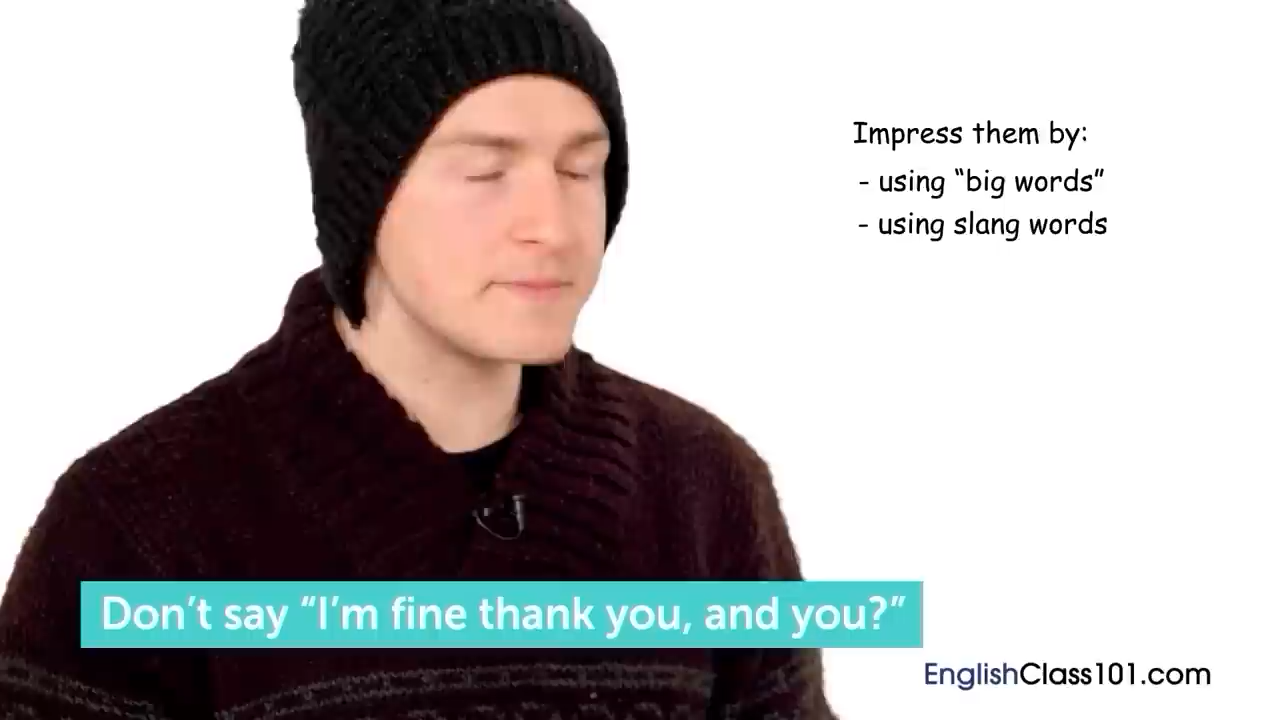 Impress them by:
- using “big words”
- using slang words
Don’t say “I’m fine thank you, and you?”
EnglishClass101.com